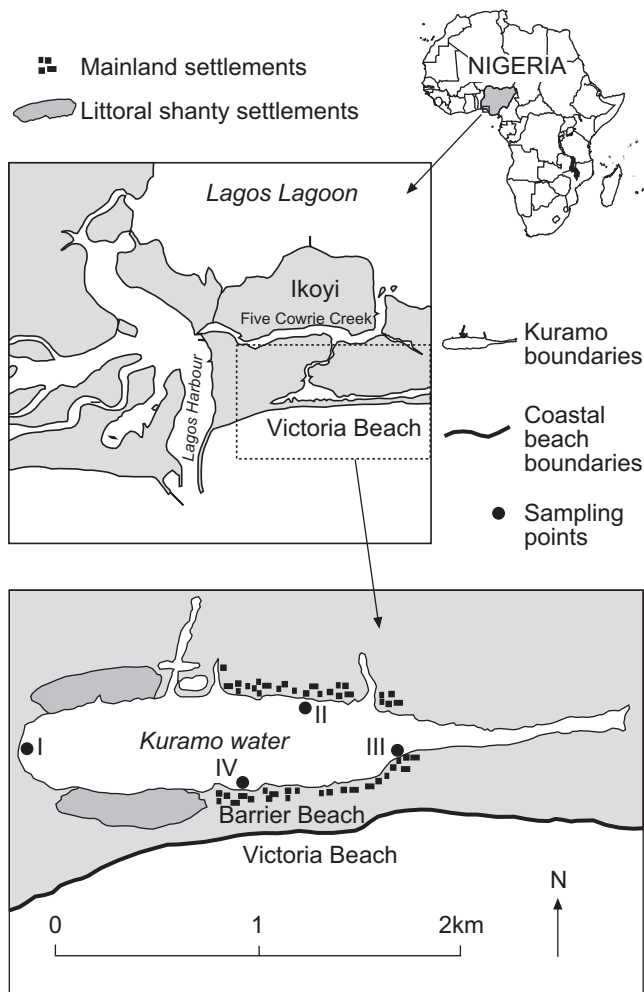 Mainland settlements
Littoral shanty settlements
NIGERIA
Lagos Lagoon
Ikoyi
Five Cowrie Creek
Lagos Harbour
Victoria Beach
Kuramo
boundaries
Coastal
beach
boundaries
Sampling
points
I
II
Kuramo water
III
IV
Barrier Beach
Victoria Beach
N
0 1 2km